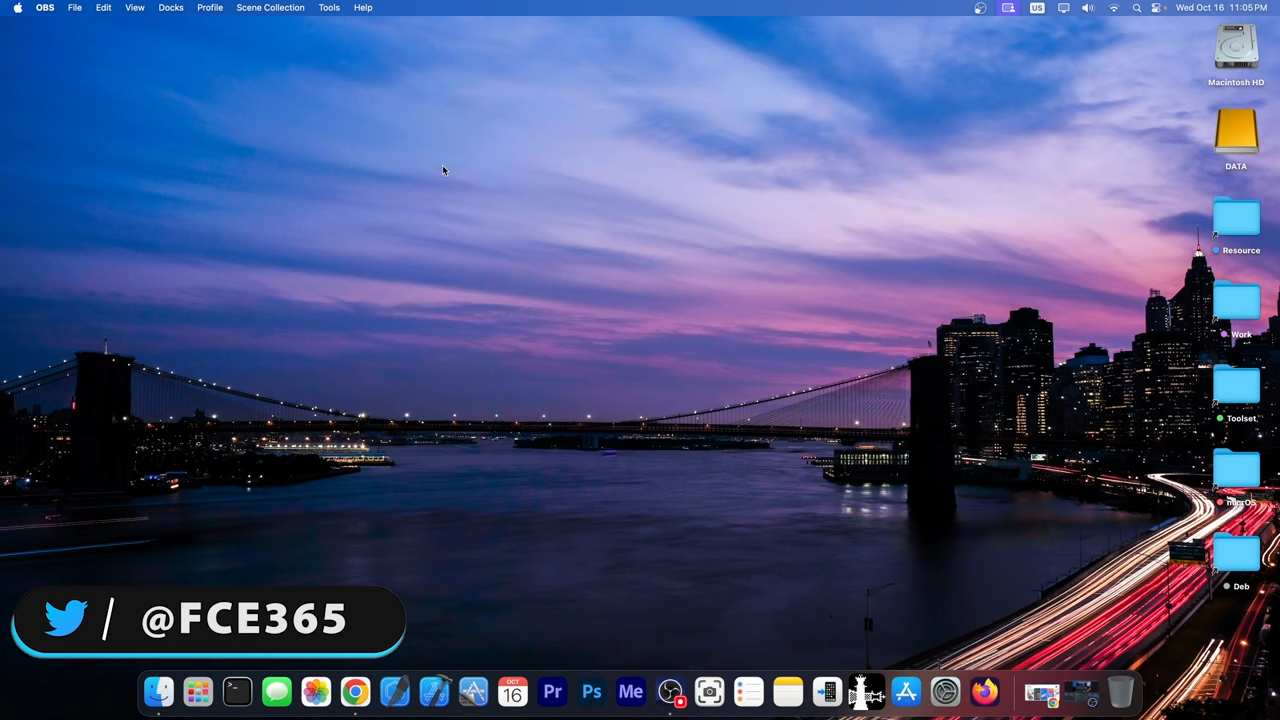 OBS File Edit View Docks Profile Scene Collection Tools Help US Wed Oct 16 11:05 PM
Macintosh HD
DATA
Resource
Work
Toolset
Deb
/ @FCE365
OCT
16
Pr Ps Me